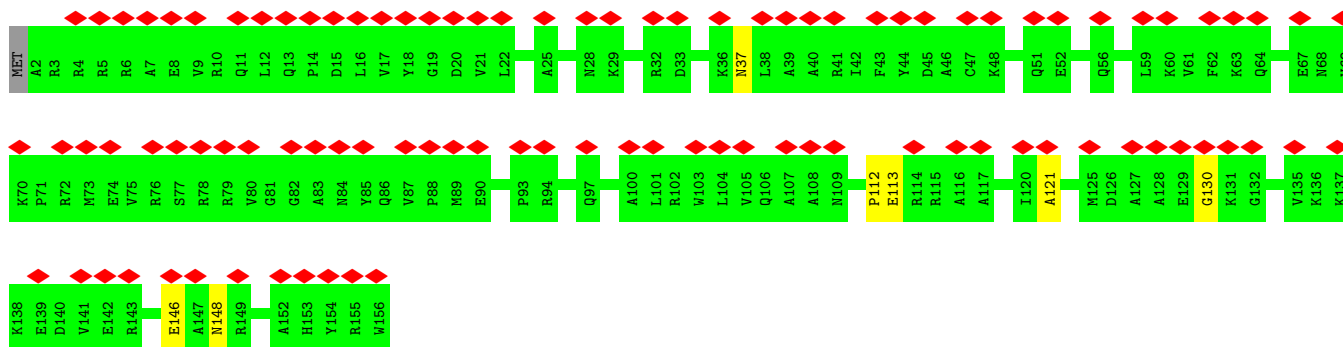 MET A2 R3 R4 R5 R6 A7 E8 V9 R10 Q11 L12 Q13 P14 D15 L16 V17 Y18 G19 D20 V21 L22 A25 N28 K29 R32 D33 K36 N37 L38 A39 A40 R41 I42 F43 Y44 D45 A46 C47 K48 Q51 E52 Q56 L59 K60 V61 F62 K63 Q64 E67 N68
K70 P71 R72 M73 E74 V75 R76 S77 R78 R79 V80 G81 G82 A83 N84 Y85 Q86 V87 P88 M89 E90 P93 R94 Q97 A100 L101 R102 W103 L104 V105 Q106 A107 A108 N109 P112 E113 R114 R115 A116 A117 I120 A121 M125 D126 A127 A128 E129 G130 K131 G132 V135 K136 K137
K138 E139 D140 V141 E142 R143 E146 A147 N148 R149 A152 H153 Y154 R155 W156